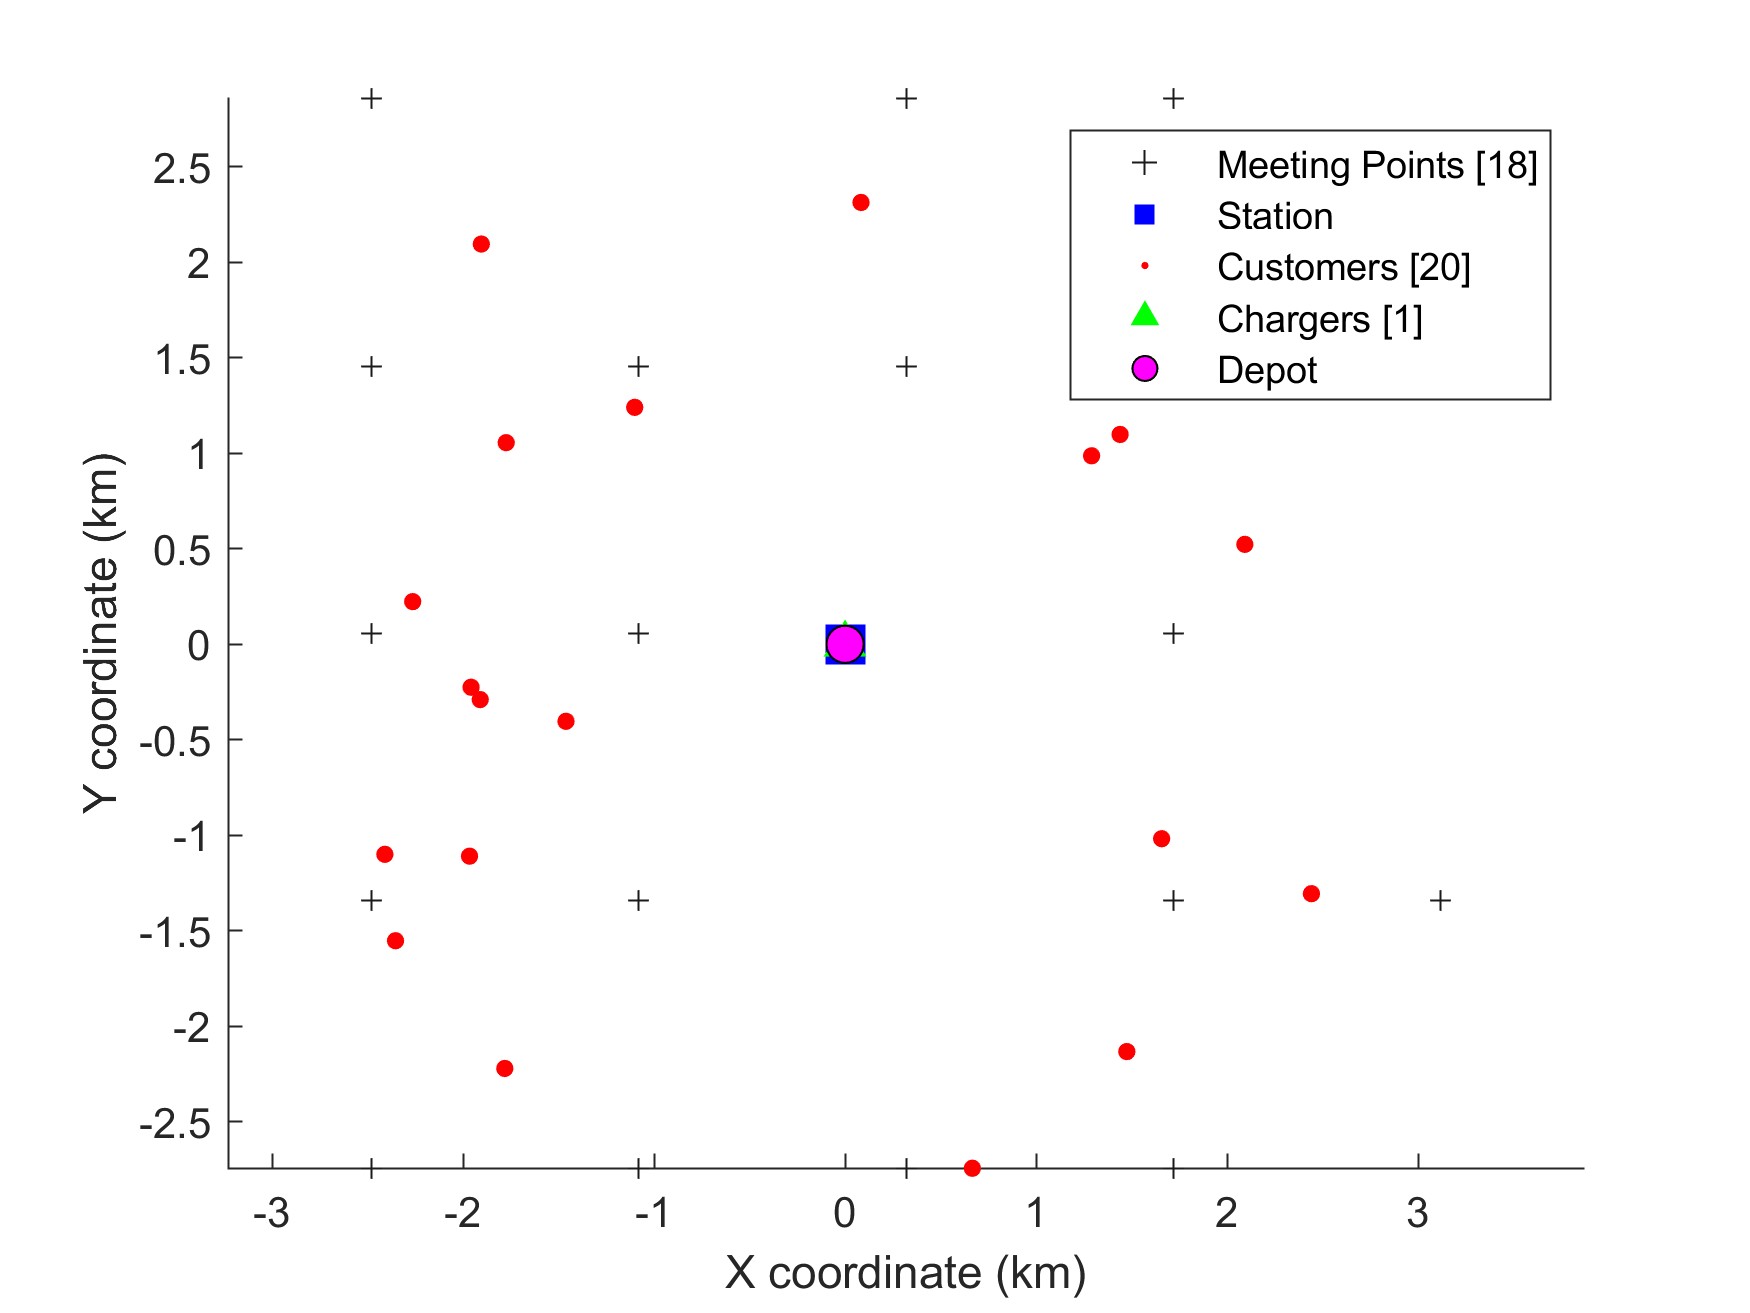 2.5
2
1.5
1
0.5
0
-0.5
-1
-1.5
-2
-2.5
Y coordinate (km)
Meeting Points [18]
Station
Customers [20]
Chargers [1]
Depot
-3 -2 -1 0 1 2 3
X coordinate (km)